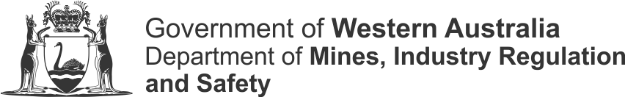 Government of Western Australia
Department of Mines, Industry Regulation
and Safety